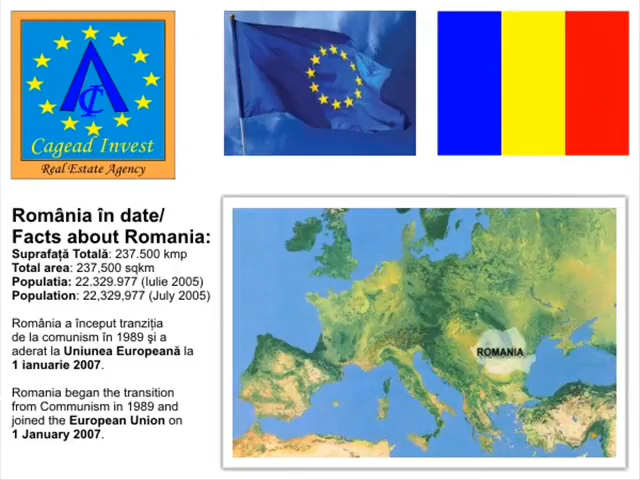 Cagead Invest
Real Estate Agency
România în date/
Facts about Romania:
Suprafață Totală: 237.500 kmp
Total area: 237,500 sqkm
Populatia: 22.329.977 (Iulie 2005)
Population: 22,329,977 (July 2005)
România a început tranziția
de la comunism în 1989 şi a
aderat la Uniunea Europeană la
1 ianuarie 2007.
Romania began the transition
from Communism in 1989 and
joined the European Union on
1 January 2007.
ROMANIA